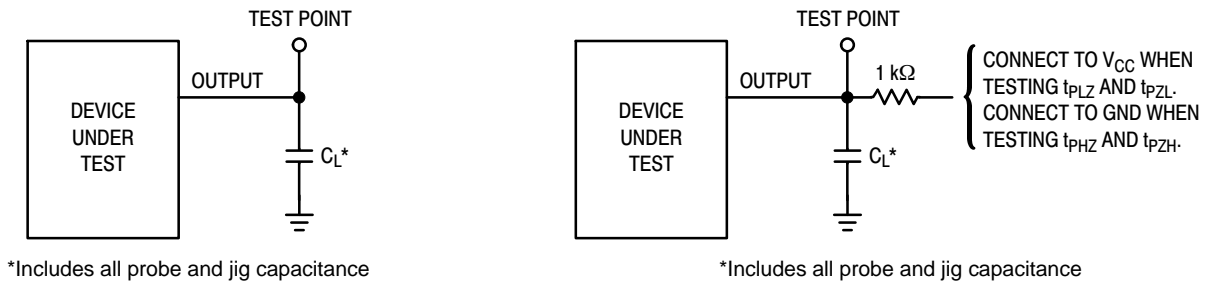 TEST POINT
OUTPUT
DEVICE
UNDER
TEST
CL*
*Includes all probe and jig capacitance
TEST POINT
OUTPUT
1 kΩ
DEVICE
UNDER
TEST
CL*
CONNECT TO VCC WHEN
TESTING tPLZ AND tPZL.
CONNECT TO GND WHEN
TESTING tPHZ AND tPZH.
*Includes all probe and jig capacitance